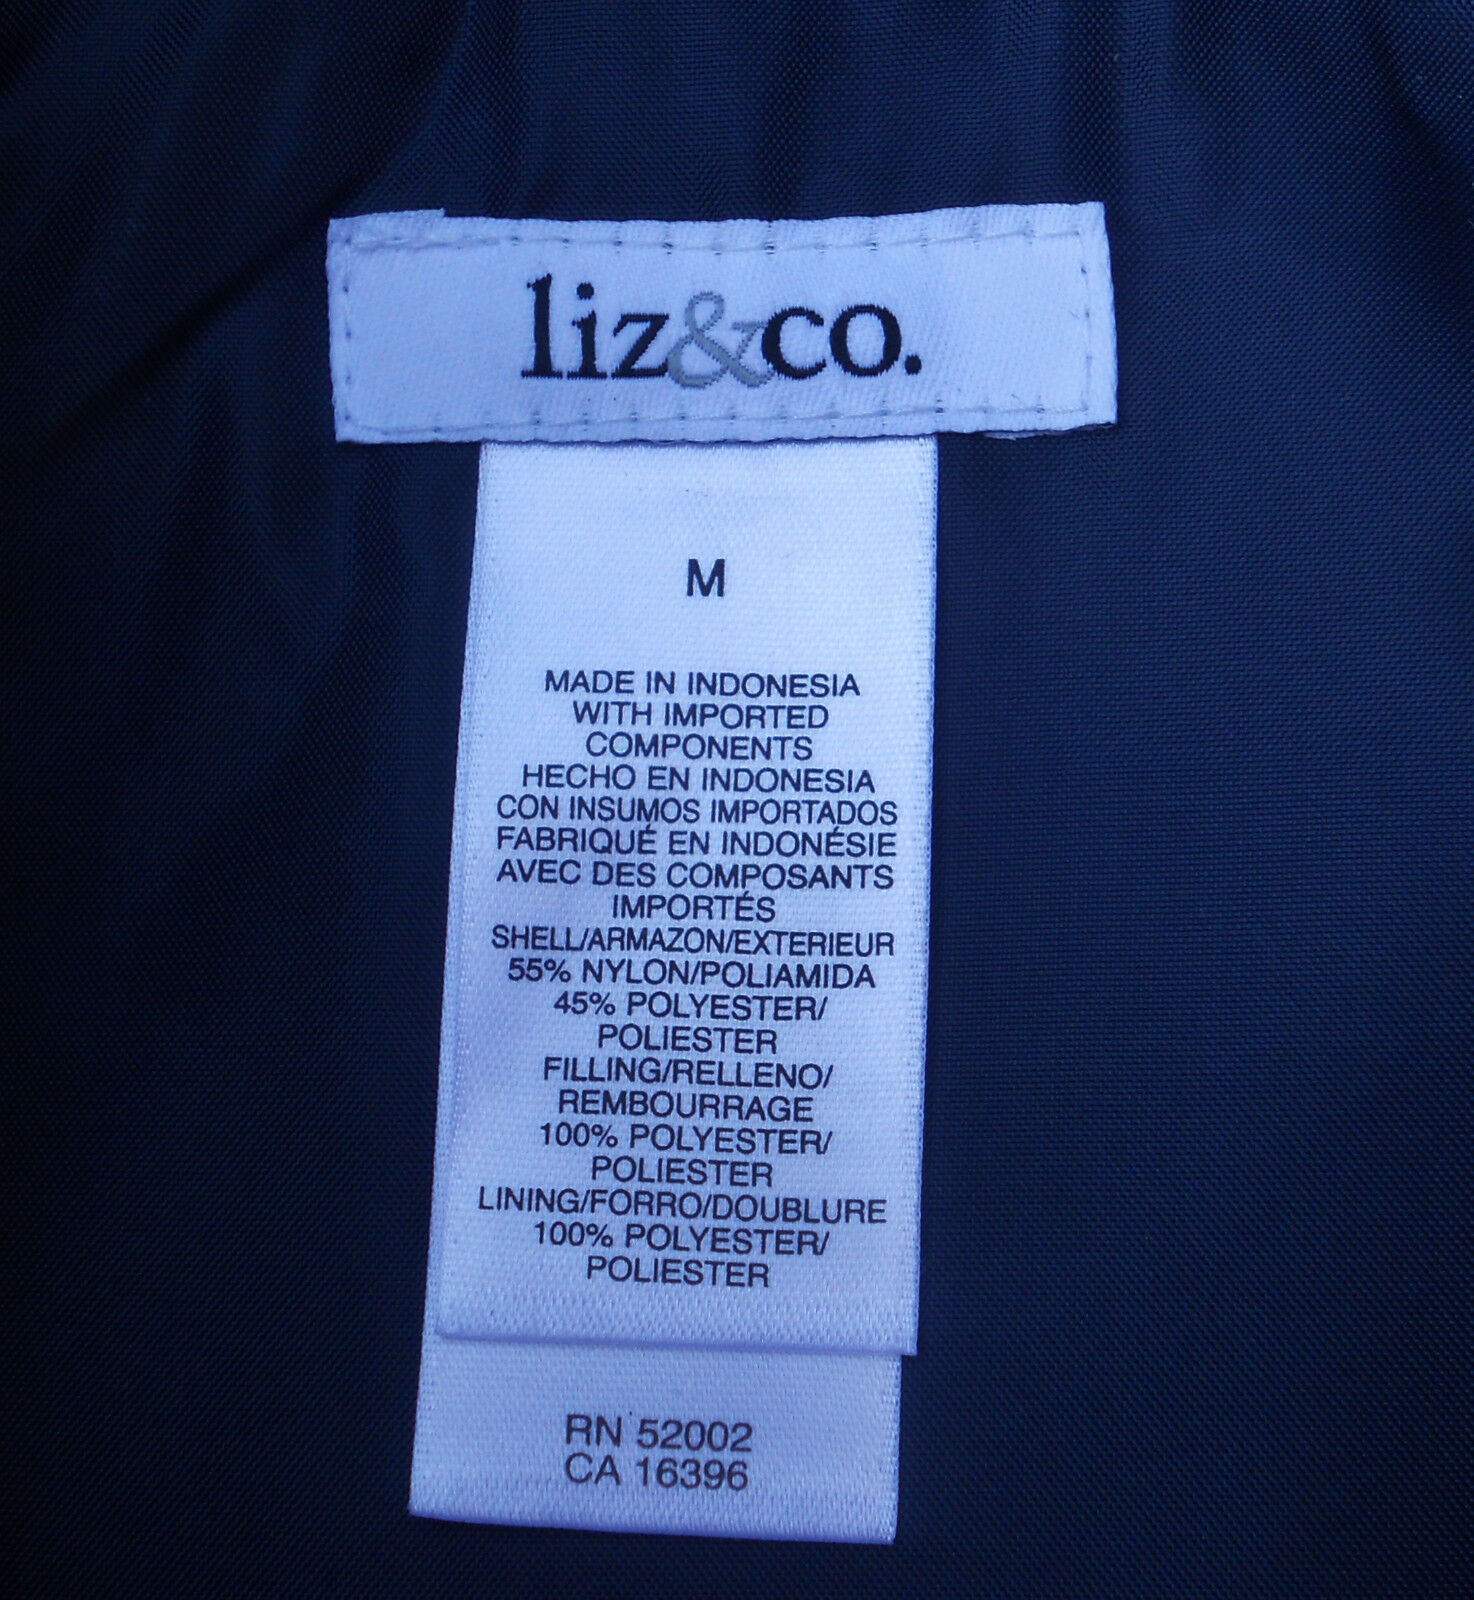 liz&co.
M
MADE IN INDONESIA
WITH IMPORTED
COMPONENTS
HECHO EN INDONESIA
CON INSUMOS IMPORTADOS
FABRIQUÉ EN INDONÉSIE
AVEC DES COMPOSANTS
IMPORTÉS
SHELL/ARMAZON/EXTERIEUR
55% NYLON/POLIAMIDA
45% POLYESTER/
POLIESTER
FILLING/RELLENO/
REMBOURRAGE
100% POLYESTER/
POLIESTER
LINING/FORRO/DOUBLURE
100% POLYESTER/
POLIESTER
RN 52002
CA 16396